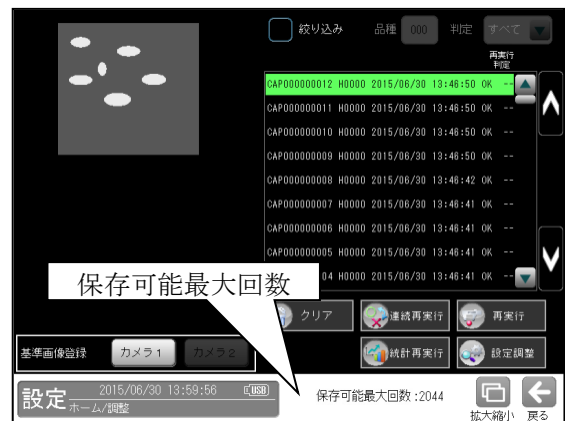 絞り込み 品種 000 判定 すべて
再実行
判定
CAP000000012 H0000 2015/06/30 13:46:50 OK --
CAP000000011 H0000 2015/06/30 13:46:50 OK --
CAP000000010 H0000 2015/06/30 13:46:50 OK --
CAP000000009 H0000 2015/06/30 13:46:50 OK --
CAP000000008 H0000 2015/06/30 13:46:42 OK --
CAP000000007 H0000 2015/06/30 13:46:41 OK --
CAP000000006 H0000 2015/06/30 13:46:41 OK --
CAP000000005 H0000 2015/06/30 13:46:41 OK --
04 H0000 2015/06/30 13:46:41 OK --
保存可能最大回数
クリア 連続再実行 再実行
基準画像登録 カメラ1 カメラ2 統計再実行 設定調整
設定 2015/06/30 13:59:56 USB
ホーム/調整
保存可能最大回数:2044
拡大縮小 戻る